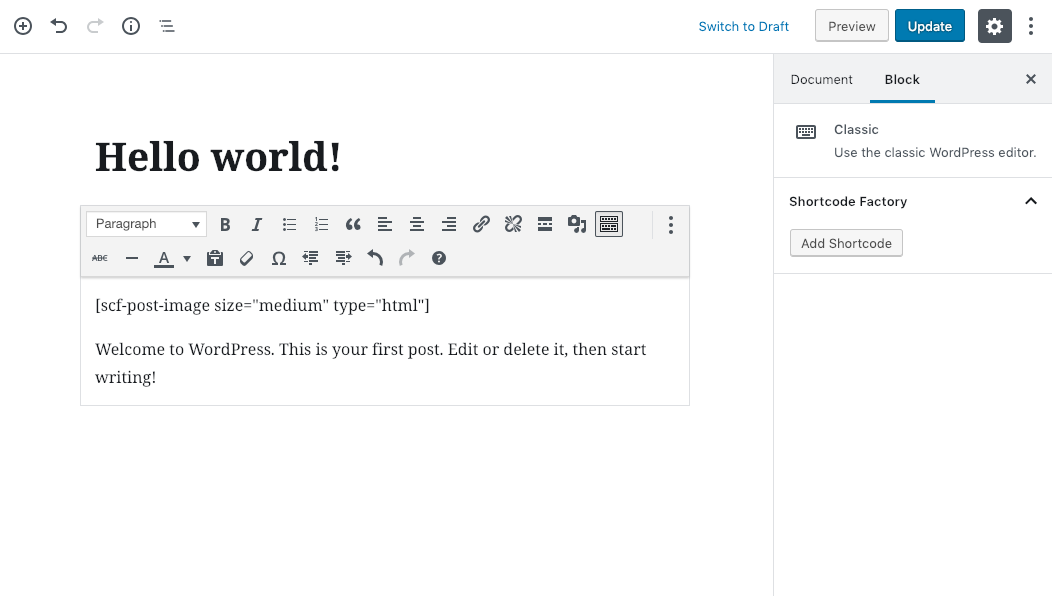 Switch to Draft Preview Update
Document Block
Classic
Use the classic WordPress editor.
Shortcode Factory
Add Shortcode
Hello world!
Paragraph B I
ABC A Ω
[scf-post-image size="medium" type="html"]
Welcome to WordPress. This is your first post. Edit or delete it, then start
writing!